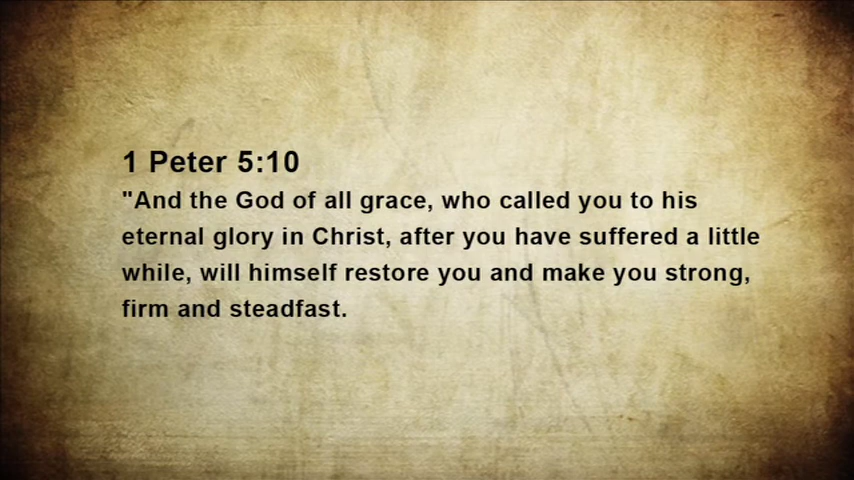 1 Peter 5:10
"And the God of all grace, who called you to his
eternal glory in Christ, after you have suffered a little
while, will himself restore you and make you strong,
firm and steadfast.